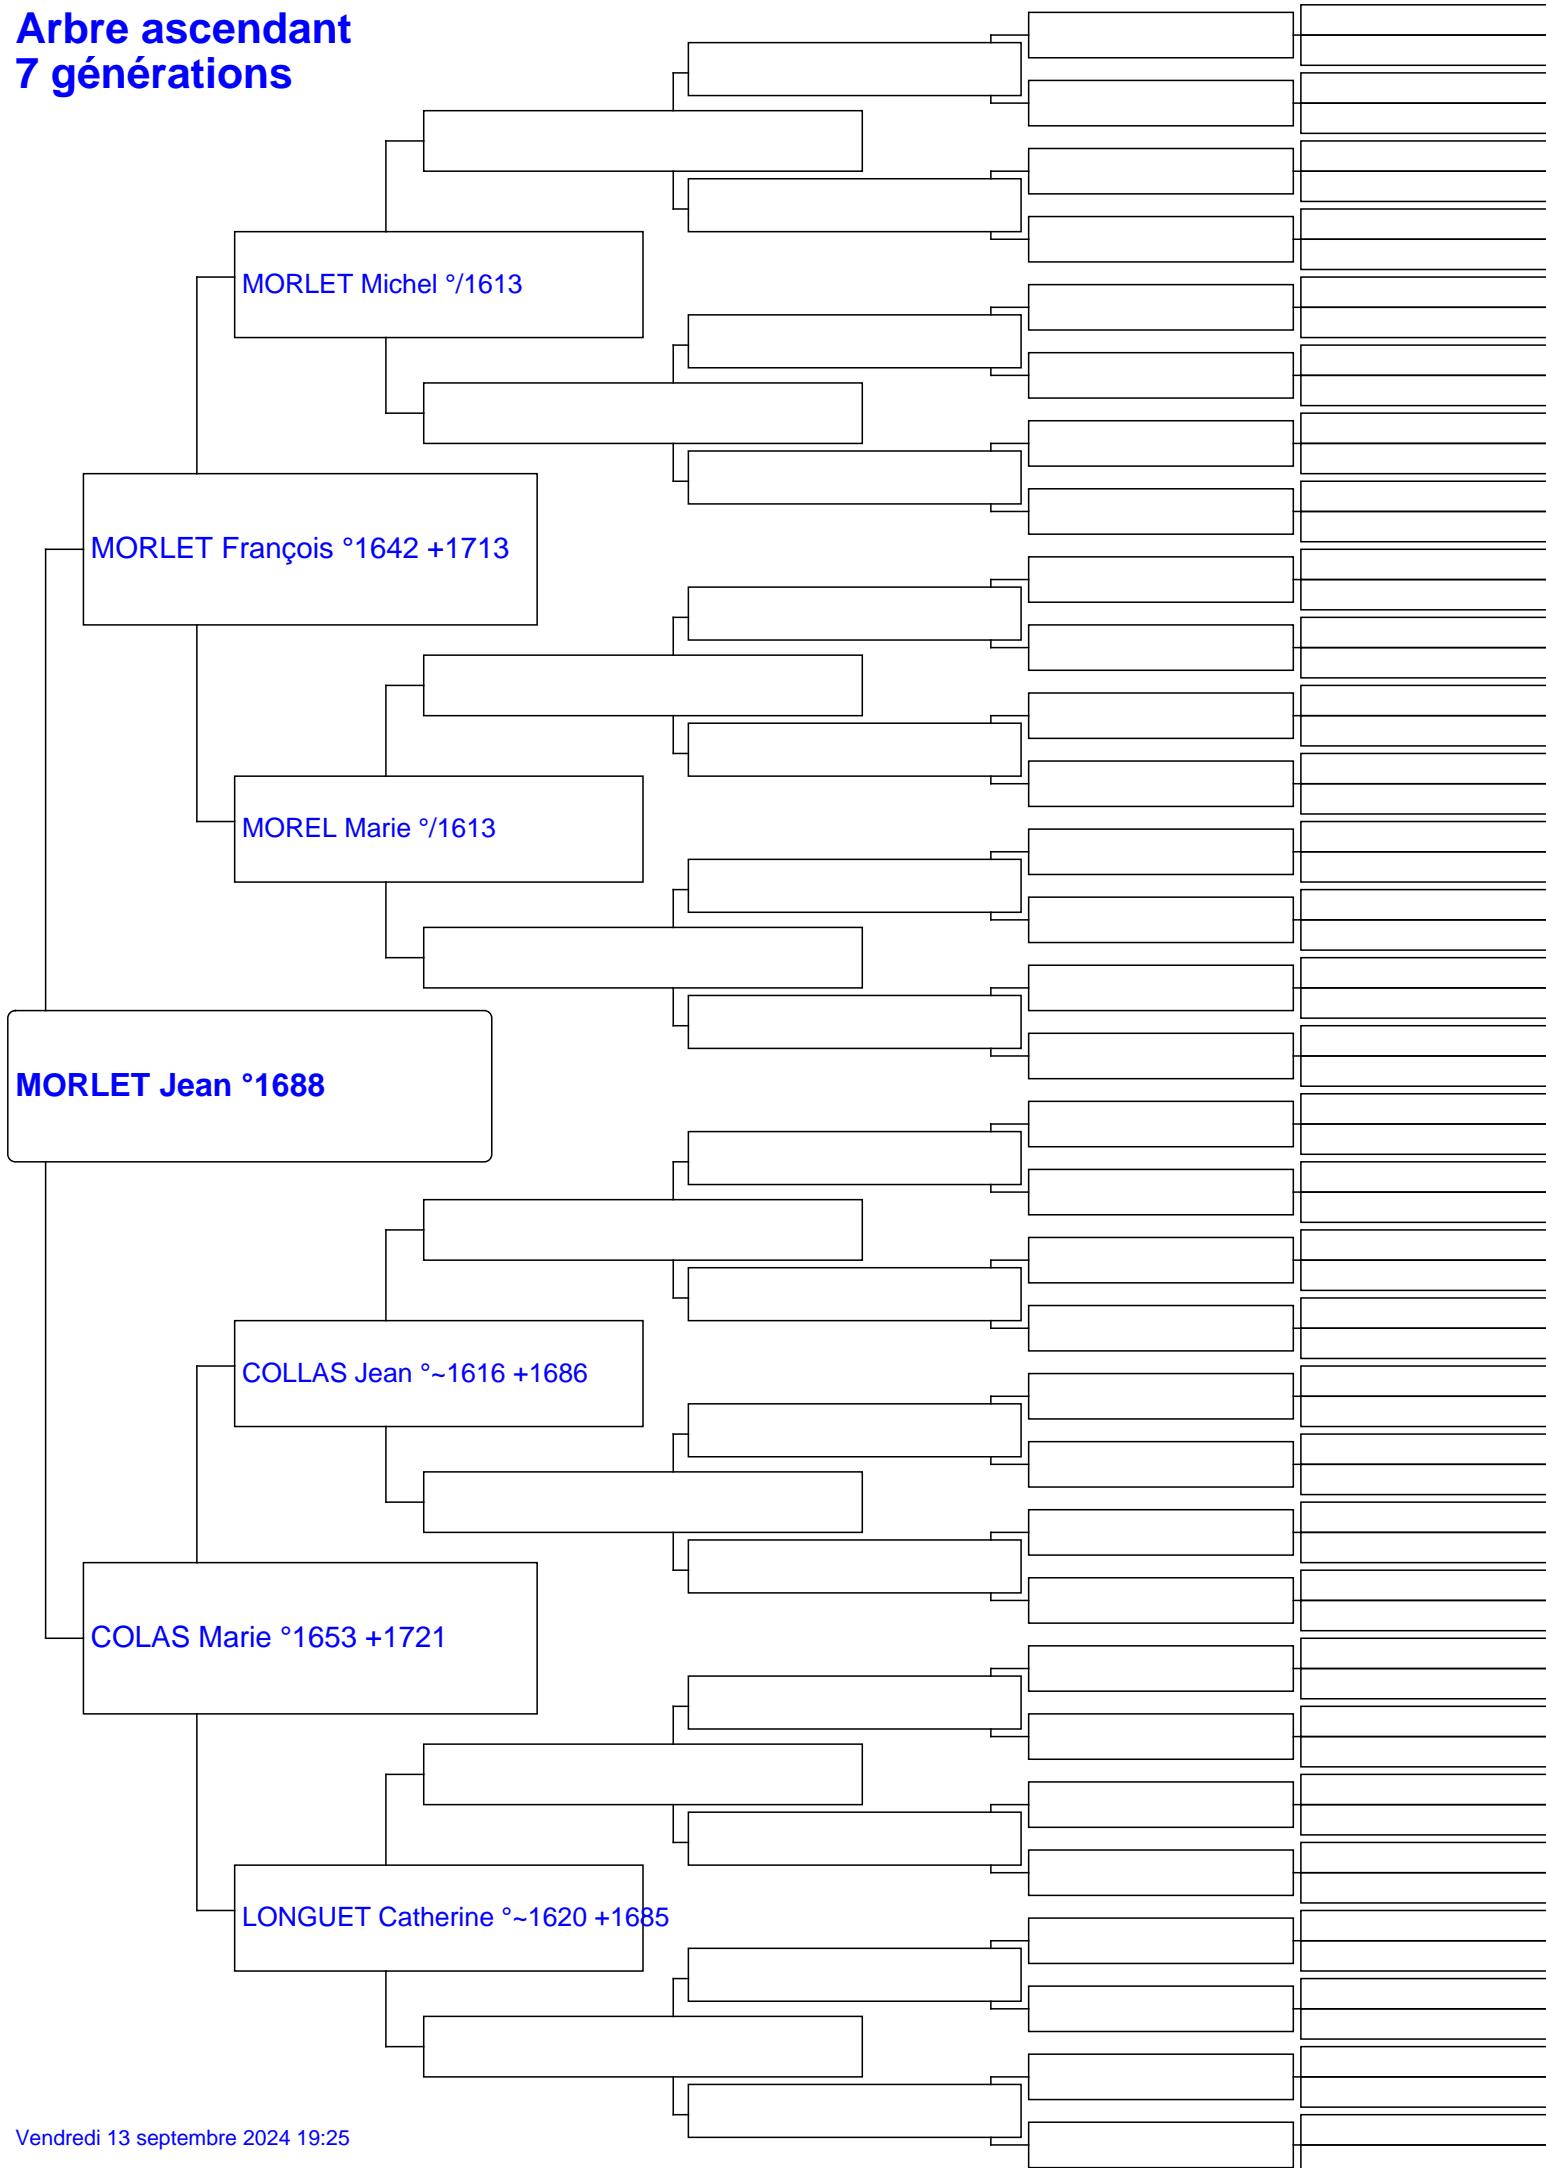 Arbre ascendant
7 générations
MORLET Michel °/1613
MORLET François °1642 +1713
MOREL Marie °/1613
MORLET Jean °1688
COLLAS Jean °~1616 +1686
COLAS Marie °1653 +1721
LONGUET Catherine °~1620 +1685
Vendredi 13 septembre 2024 19:25